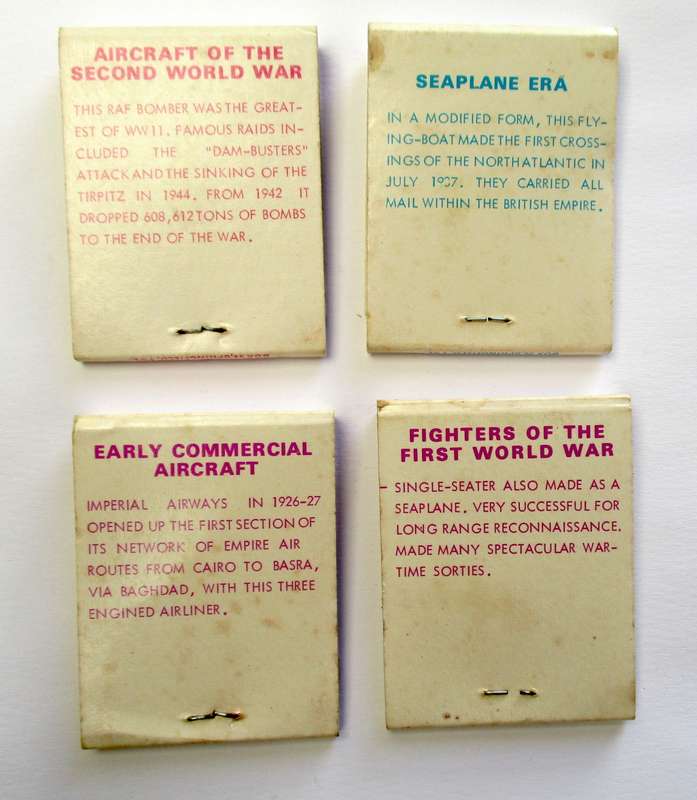 AIRCRAFT OF THE
SECOND WORLD WAR
THIS RAF BOMBER WAS THE GREAT-
EST OF WW11. FAMOUS RAIDS IN-
CLUDED THE "DAM-BUSTERS"
ATTACK AND THE SINKING OF THE
TIRPITZ IN 1944. FROM 1942 IT
DROPPED 608,612 TONS OF BOMBS
TO THE END OF THE WAR.
SEAPLANE ERA
IN A MODIFIED FORM, THIS FLY-
ING-BOAT MADE THE FIRST CROSS-
INGS OF THE NORTH ATLANTIC IN
JULY 1937. THEY CARRIED ALL
MAIL WITHIN THE BRITISH EMPIRE.
EARLY COMMERCIAL
AIRCRAFT
IMPERIAL AIRWAYS IN 1926-27
OPENED UP THE FIRST SECTION OF
ITS NETWORK OF EMPIRE AIR
ROUTES FROM CAIRO TO BASRA,
VIA BAGHDAD, WITH THIS THREE
ENGINED AIRLINER.
FIGHTERS OF THE
FIRST WORLD WAR
SINGLE-SEATER ALSO MADE AS A
SEAPLANE. VERY SUCCESSFUL FOR
LONG RANGE RECONNAISSANCE.
MADE MANY SPECTACULAR WAR-
TIME SORTIES.